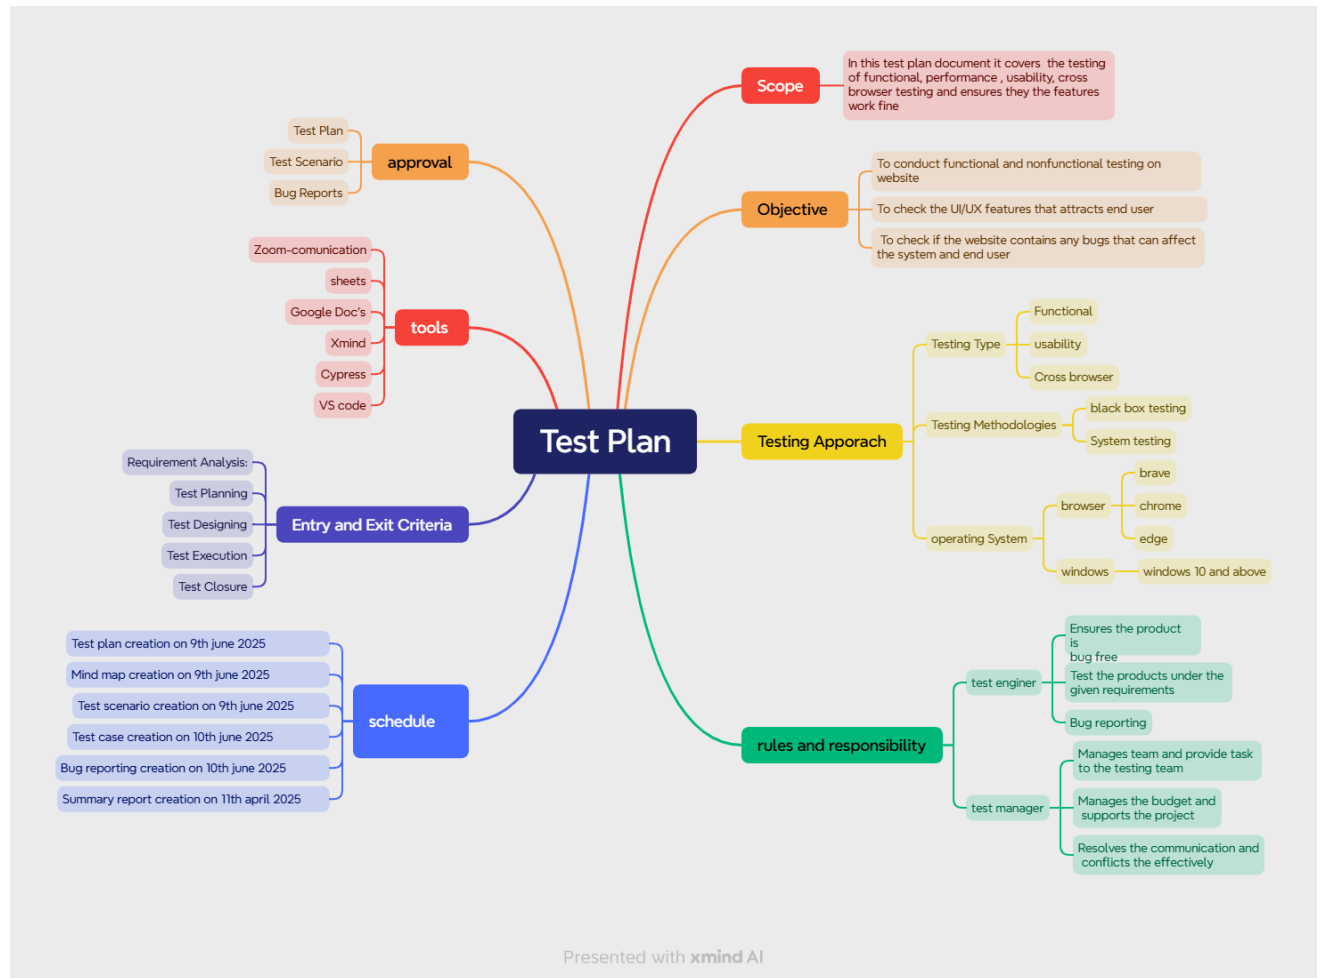 Test Plan
Scope
In this test plan document it covers the testing
of functional, performance , usability, cross
browser testing and ensures they the features
work fine
Objective
To conduct functional and nonfunctional testing on
website
To check the UI/UX features that attracts end user
To check if the website contains any bugs that can affect
the system and end user
Testing Apporach
Testing Type
Functional
usability
Cross browser
Testing Methodologies
black box testing
System testing
operating System
browser
brave
chrome
edge
windows
windows 10 and above
rules and responsibility
test enginer
Ensures the product
is
bug free
Test the products under the
given requirements
Bug reporting
test manager
Manages team and provide task
to the testing team
Manages the budget and
supports the project
Resolves the communication and
conflicts the effectively
approval
Test Plan
Test Scenario
Bug Reports
tools
Zoom-comunication
sheets
Google Doc's
Xmind
Cypress
VS code
Entry and Exit Criteria
Requirement Analysis:
Test Planning
Test Designing
Test Execution
Test Closure
schedule
Test plan creation on 9th june 2025
Mind map creation on 9th june 2025
Test scenario creation on 9th june 2025
Test case creation on 10th june 2025
Bug reporting creation on 10th june 2025
Summary report creation on 11th april 2025
Presented with xmind AI